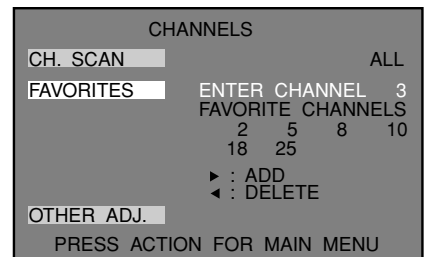 CHANNELS
CH. SCAN ALL
FAVORITES ENTER CHANNEL 3
FAVORITE CHANNELS
2 5 8 10
18 25
► : ADD
◄ : DELETE
OTHER ADJ.
PRESS ACTION FOR MAIN MENU